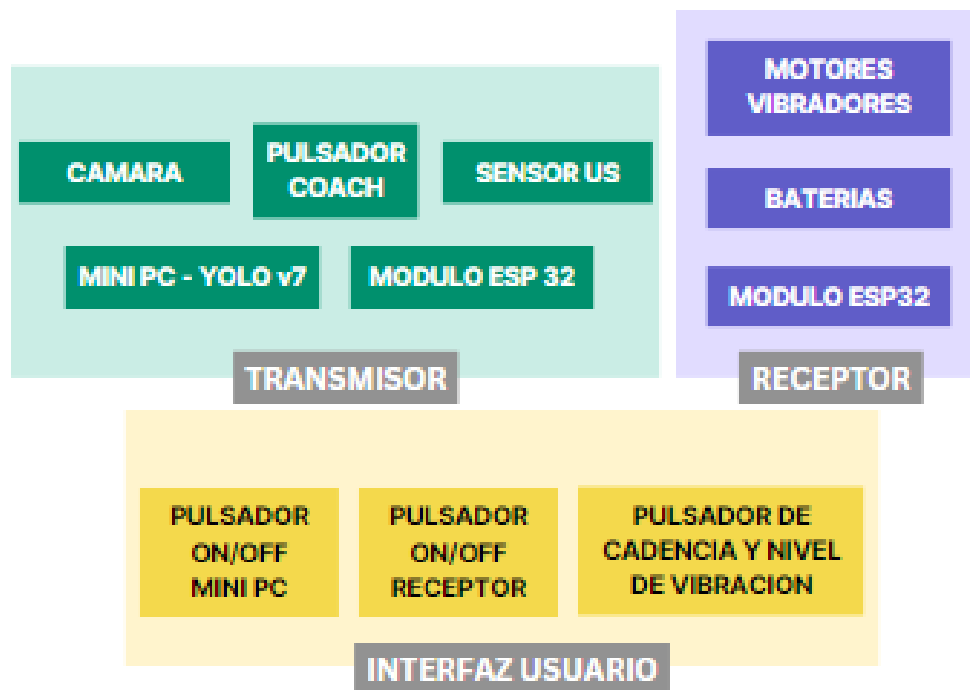 CAMARA
PULSADOR
COACH
SENSOR US
MINI PC - YOLO v7
MODULO ESP 32
TRANSMISOR
MOTORES
VIBRADORES
BATERIAS
MODULO ESP32
RECEPTOR
PULSADOR
ON/OFF
MINI PC
PULSADOR
ON/OFF
RECEPTOR
PULSADOR DE
CADENCIA Y NIVEL
DE VIBRACION
INTERFAZ USUARIO